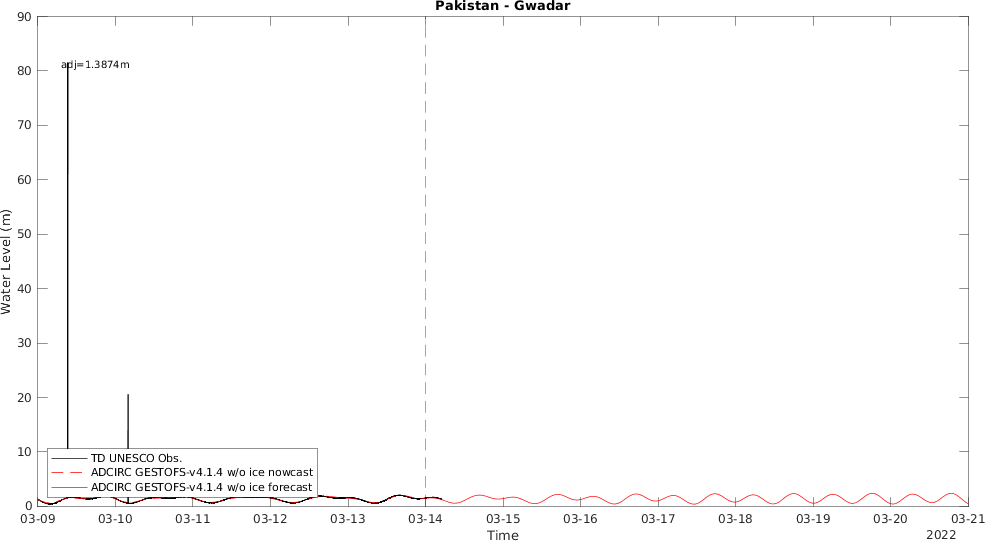 Pakistan - Gwadar
90
80
70
60
50
40
30
20
10
0
Water Level (m)
adj=1.3874m
TD UNESCO Obs.
ADCIRC GESTOFS-v4.1.4 w/o ice nowcast
ADCIRC GESTOFS-v4.1.4 w/o ice forecast
03-09 03-10 03-11 03-12 03-13 03-14 03-15 03-16 03-17 03-18 03-19 03-20 03-21
Time
2022